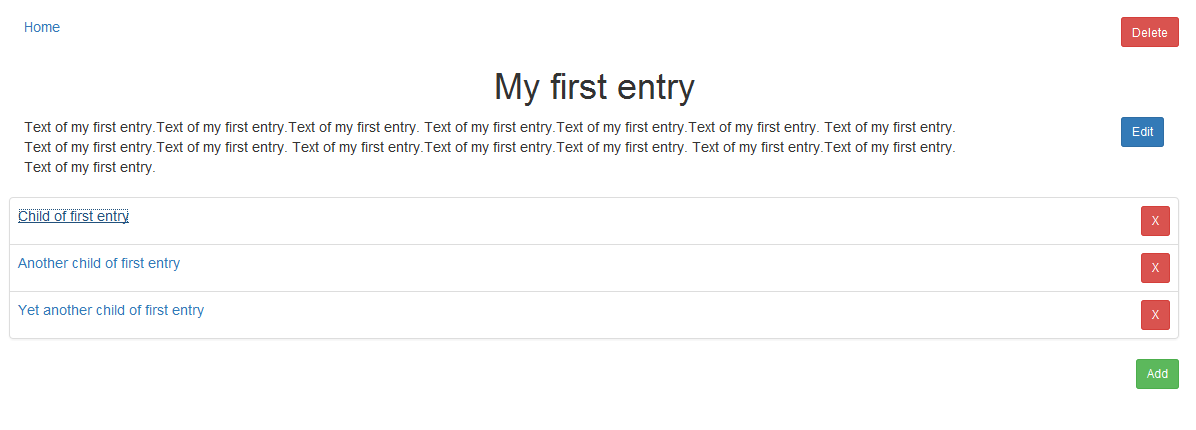 Home
Delete
My first entry
Text of my first entry.Text of my first entry.Text of my first entry. Text of my first entry.Text of my first entry.Text of my first entry. Text of my first entry.
Edit
Text of my first entry.Text of my first entry. Text of my first entry.Text of my first entry.Text of my first entry. Text of my first entry.Text of my first entry.
Text of my first entry.
Child of first entry
X
Another child of first entry
X
Yet another child of first entry
X
Add